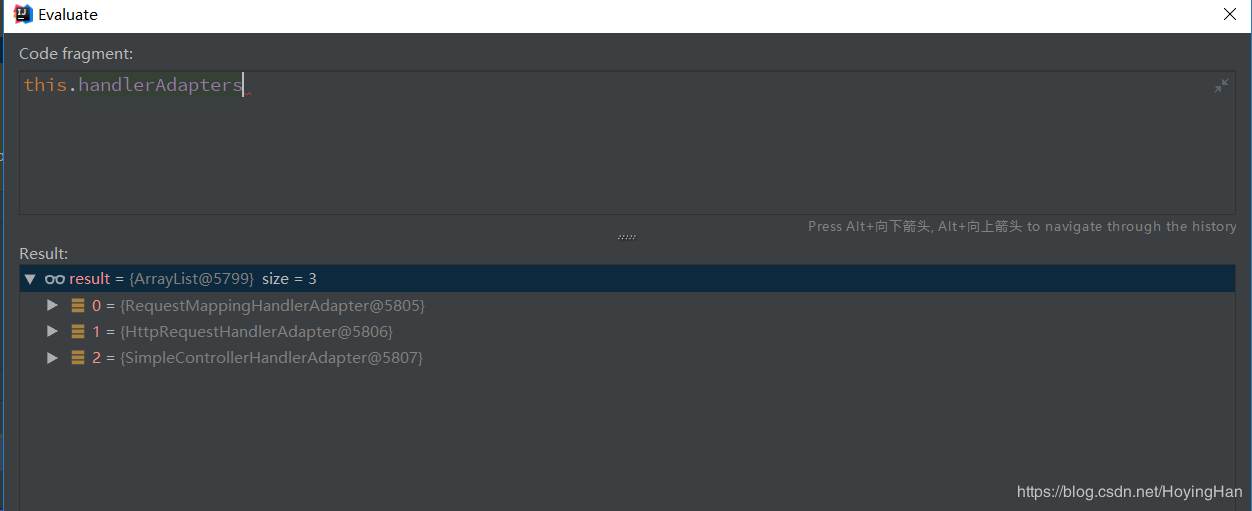 Evaluate
Code fragment:
this.handlerAdapters
Press Alt+向下箭头, Alt+向上箭头 to navigate through the history
Result:
result = {ArrayList@5799} size = 3
0 = {RequestMappingHandlerAdapter@5805}
1 = {HttpRequestHandlerAdapter@5806}
2 = {SimpleControllerHandlerAdapter@5807}
https://blog.csdn.net/HoyingHan